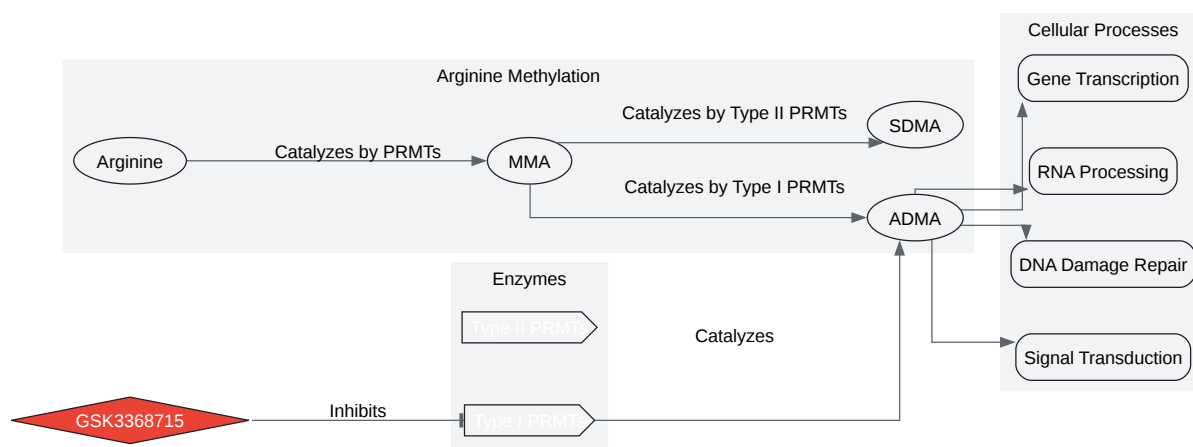 Cellular Processes
Arginine Methylation
Gene Transcription
Catalyzes by Type II PRMTs
SDMA
Arginine
Catalyzes by PRMTs
MMA
RNA Processing
Catalyzes by Type I PRMTs
ADMA
DNA Damage Repair
Enzymes
Type II PRMTs
Catalyzes
Signal Transduction
GSK3368715
Inhibits
Type I PRMTs